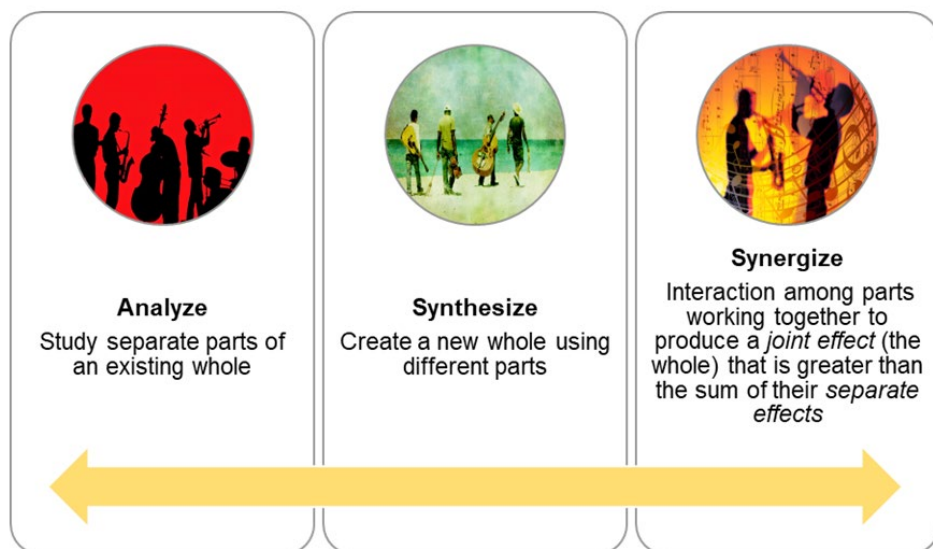 Analyze
Study separate parts of
an existing whole
Synthesize
Create a new whole using
different parts
Synergize
Interaction among parts
working together to
produce a joint effect (the
whole) that is greater than
the sum of their separate
effects